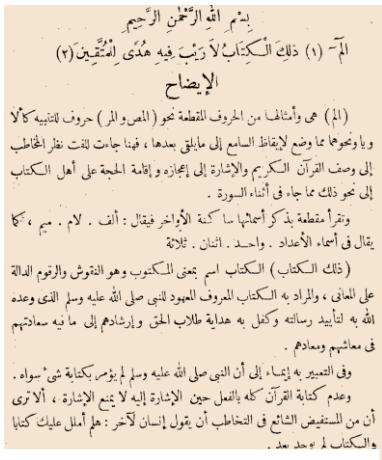 بِسْمِ اللهِ الرَّحْمٰنِ الرَّحِيمِ
الٓمٓ (١) ذٰلِكَ الْكِتَابُ لاَ رَيْبَ فِيهِ هُدًى لِلْمُتَّقِينَ (٢)
الإيضاح
(الم) هى وأمثالها من الحروف المقطعة نحو (المص والمر) حروف للتنبيه كألا
ويا ونحوهما مما وضع لإيقاظ السامع إلى مايلقى بعدها ، فهنا جاءت للفت نظر المخاطب
إلى وصف القرآن الكريم والإشارة إلى إعجازه وإقامة الحجة على أهل الكتاب
إلى نحو ذلك مما جاء فى أثناء السورة .
وتقرأ مقطعة بذكر أسمائها ساكنة الأواخر فيقال : ألف . لام . ميم ، كما
يقال فى أسماء الأعداد . واحد . اثنان . ثلاثة
(ذلك الكتاب) الكتاب اسم بمعنى المكتوب وهو النقوش والرقوم الدالة
على المعانى ، والمراد به الكتاب المعروف المعهود للنبى صلى الله عليه وسلم الذى وعده
الله به لتأييد رسالته وكفل به هداية طلاب الحق وإرشادهم إلى ما فيه سعادتهم
فى معاشهم ومعادهم .
وفى التعبير به إيماء إلى أن النبى صلى الله عليه وسلم لم يؤمر بكتابة شىء سواه .
وعدم كتابة القرآن كله بالفعل حين الإشارة إليه لا يمنع الإشارة ، ألا ترى
أن من المستفيض الشائع فى التخاطب أن يقول إنسان لآخر : هلم أملل عليك كتابا
والكتاب لم يوجد بعد .